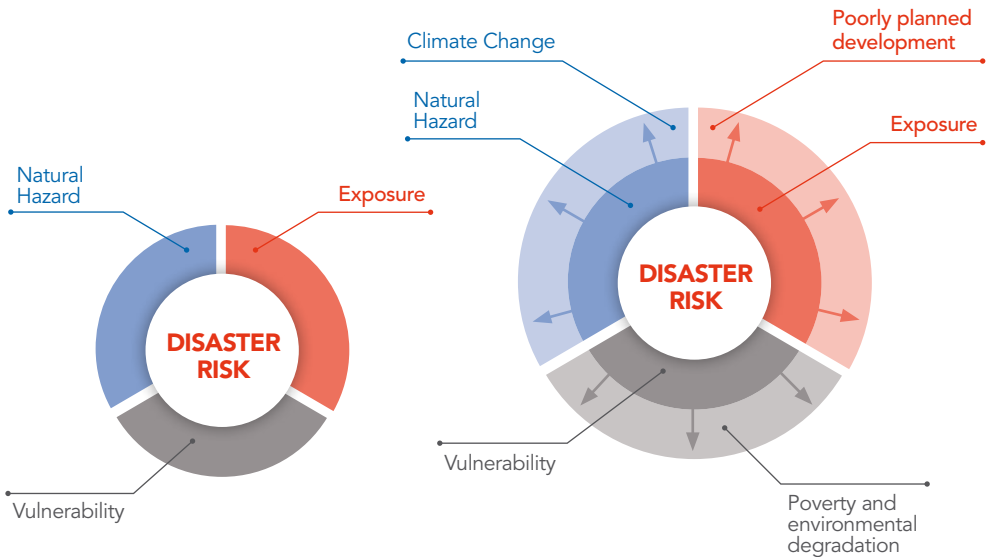 Natural
Hazard
Exposure
DISASTER
RISK
Vulnerability
Climate Change
Poorly planned
development
Natural
Hazard
Exposure
DISASTER
RISK
Vulnerability
Poverty and
environmental
degradation